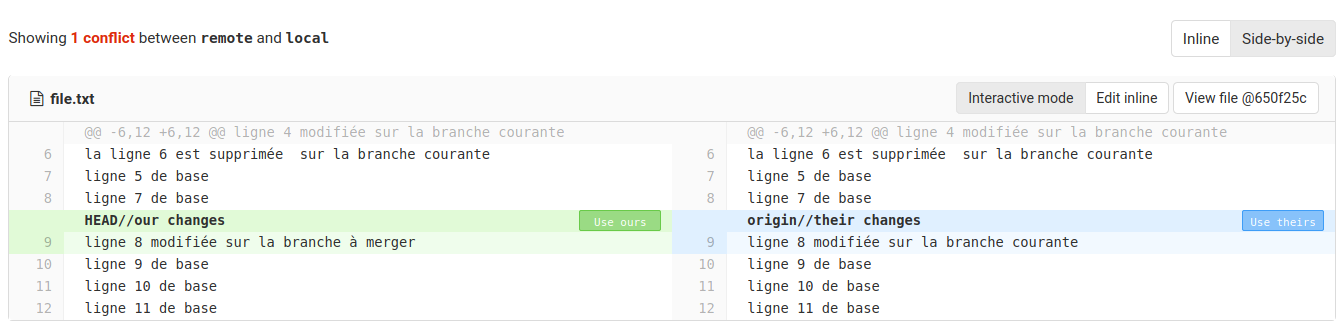 Showing 1 conflict between remote and local
Inline Side-by-side
file.txt
Interactive mode Edit inline View file @650f25c
@@ -6,12 +6,12 @@ ligne 4 modifiée sur la branche courante
6 la ligne 6 est supprimée  sur la branche courante
7 ligne 5 de base
8 ligne 7 de base
HEAD//our changes Use ours
9 ligne 8 modifiée sur la branche à merger
10 ligne 9 de base
11 ligne 10 de base
12 ligne 11 de base
@@ -6,12 +6,12 @@ ligne 4 modifiée sur la branche courante
6 la ligne 6 est supprimée  sur la branche courante
7 ligne 5 de base
8 ligne 7 de base
origin//their changes Use theirs
9 ligne 8 modifiée sur la branche courante
10 ligne 9 de base
11 ligne 10 de base
12 ligne 11 de base